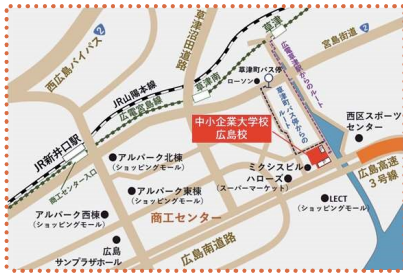 西広島バイパス
2
草津沼田道路
草津
宮島街道
2
JR山陽本線
広電宮島線
草津南
草津町バス停
ローソン
広電草津駅からのルート
草津町バス停からの
ルート
中小企業大学校
広島校
西区スポーツ
センター
JR新井口駅
商工センター入口
アルパーク北棟
(ショッピングモール)
ミクシスビル
ハローズ
(スーパーマーケット)
広島高速
3号線
アルパーク東棟
(ショッピングモール)
LECT
(ショッピングモール)
アルパーク西棟
(ショッピングモール)
商工センター
広島
サンプラザホール
広島南道路